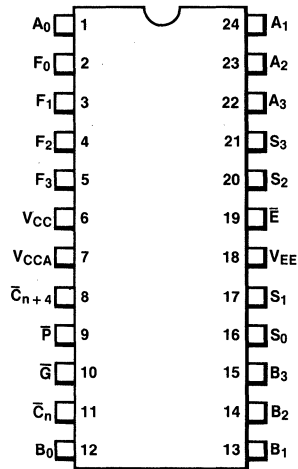 A0 1 24 A1
F0 2 23 A2
F1 3 22 A3
F2 4 21 S3
F3 5 20 S2
VCC 6 19 E̅
VCCA 7 18 VEE
C̅n+4 8 17 S1
P̅ 9 16 S0
G̅ 10 15 B3
C̅n 11 14 B2
B0 12 13 B1